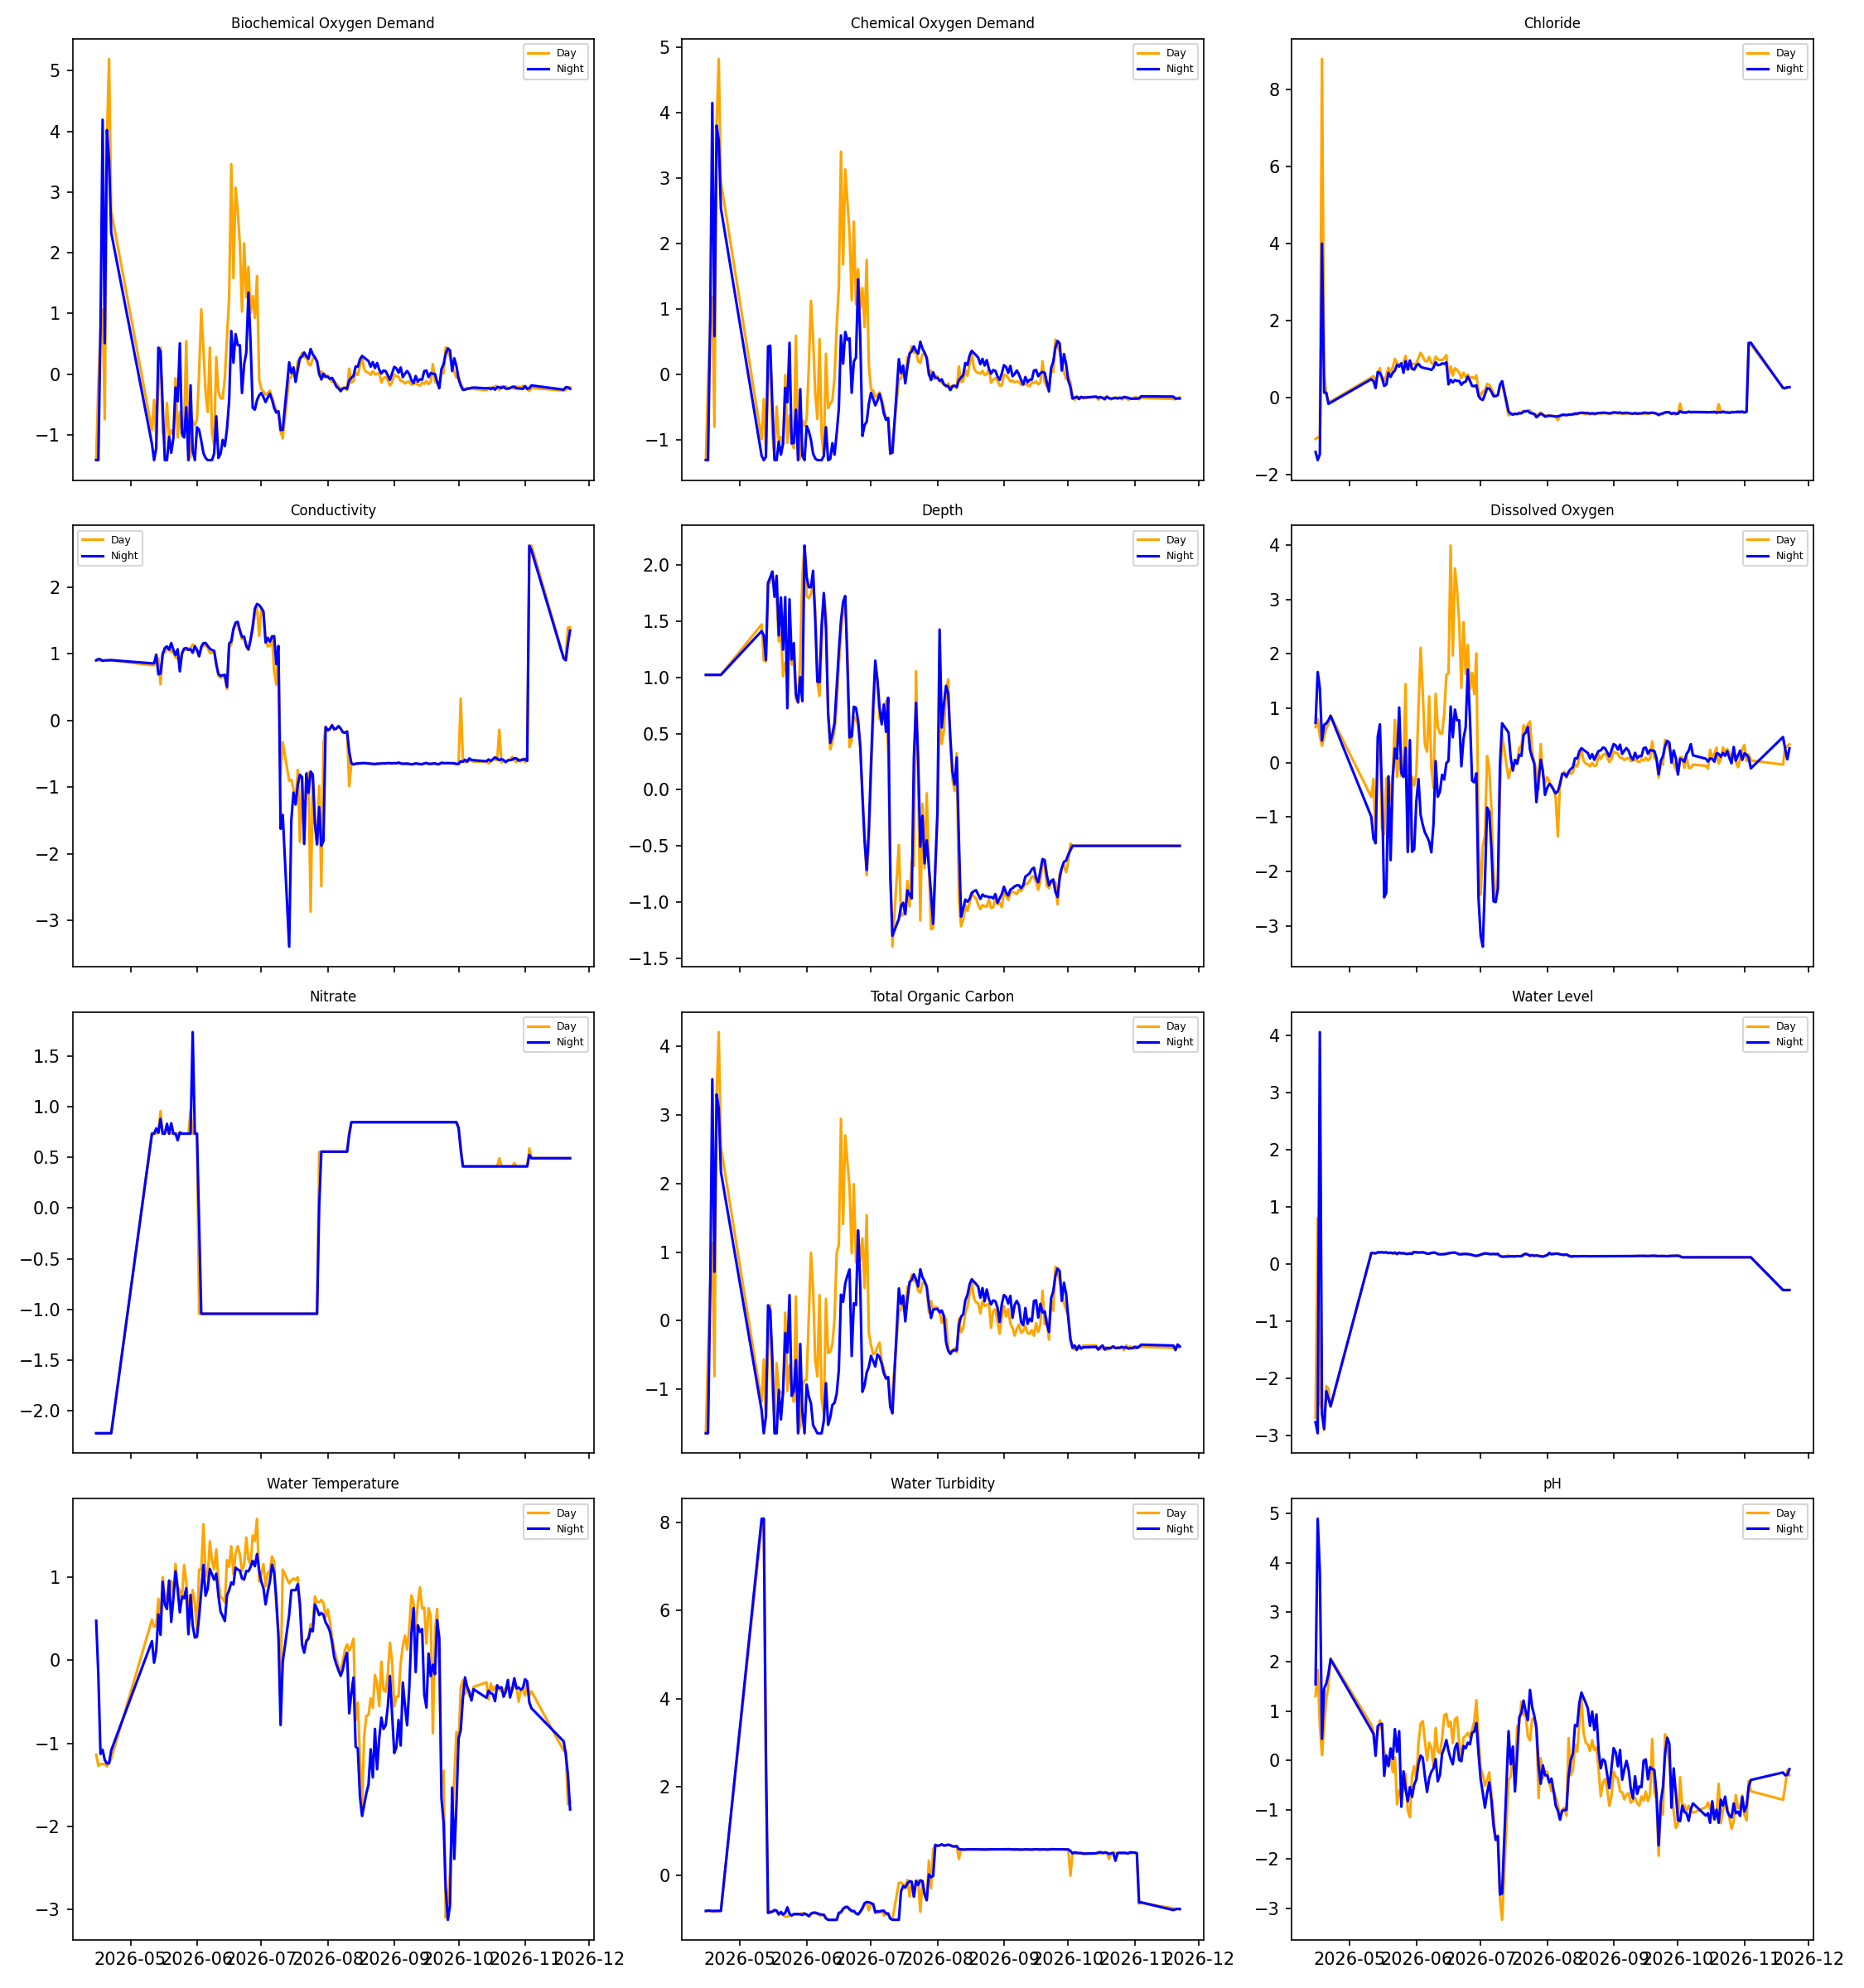 Biochemical Oxygen Demand
Day
Night
5
4
3
2
1
0
−1
Chemical Oxygen Demand
Day
Night
5
4
3
2
1
0
−1
Chloride
Day
Night
8
6
4
2
0
−2
Conductivity
Day
Night
2
1
0
−1
−2
−3
Depth
Day
Night
2.0
1.5
1.0
0.5
0.0
−0.5
−1.0
−1.5
Dissolved Oxygen
Day
Night
4
3
2
1
0
−1
−2
−3
Nitrate
Day
Night
1.5
1.0
0.5
0.0
−0.5
−1.0
−1.5
−2.0
Total Organic Carbon
Day
Night
4
3
2
1
0
−1
Water Level
Day
Night
4
3
2
1
0
−1
−2
−3
Water Temperature
Day
Night
1
0
−1
−2
−3
2026-05 2026-06 2026-07 2026-08 2026-09 2026-10 2026-11 2026-12
Water Turbidity
Day
Night
8
6
4
2
0
2026-05 2026-06 2026-07 2026-08 2026-09 2026-10 2026-11 2026-12
pH
Day
Night
5
4
3
2
1
0
−1
−2
−3
2026-05 2026-06 2026-07 2026-08 2026-09 2026-10 2026-11 2026-12